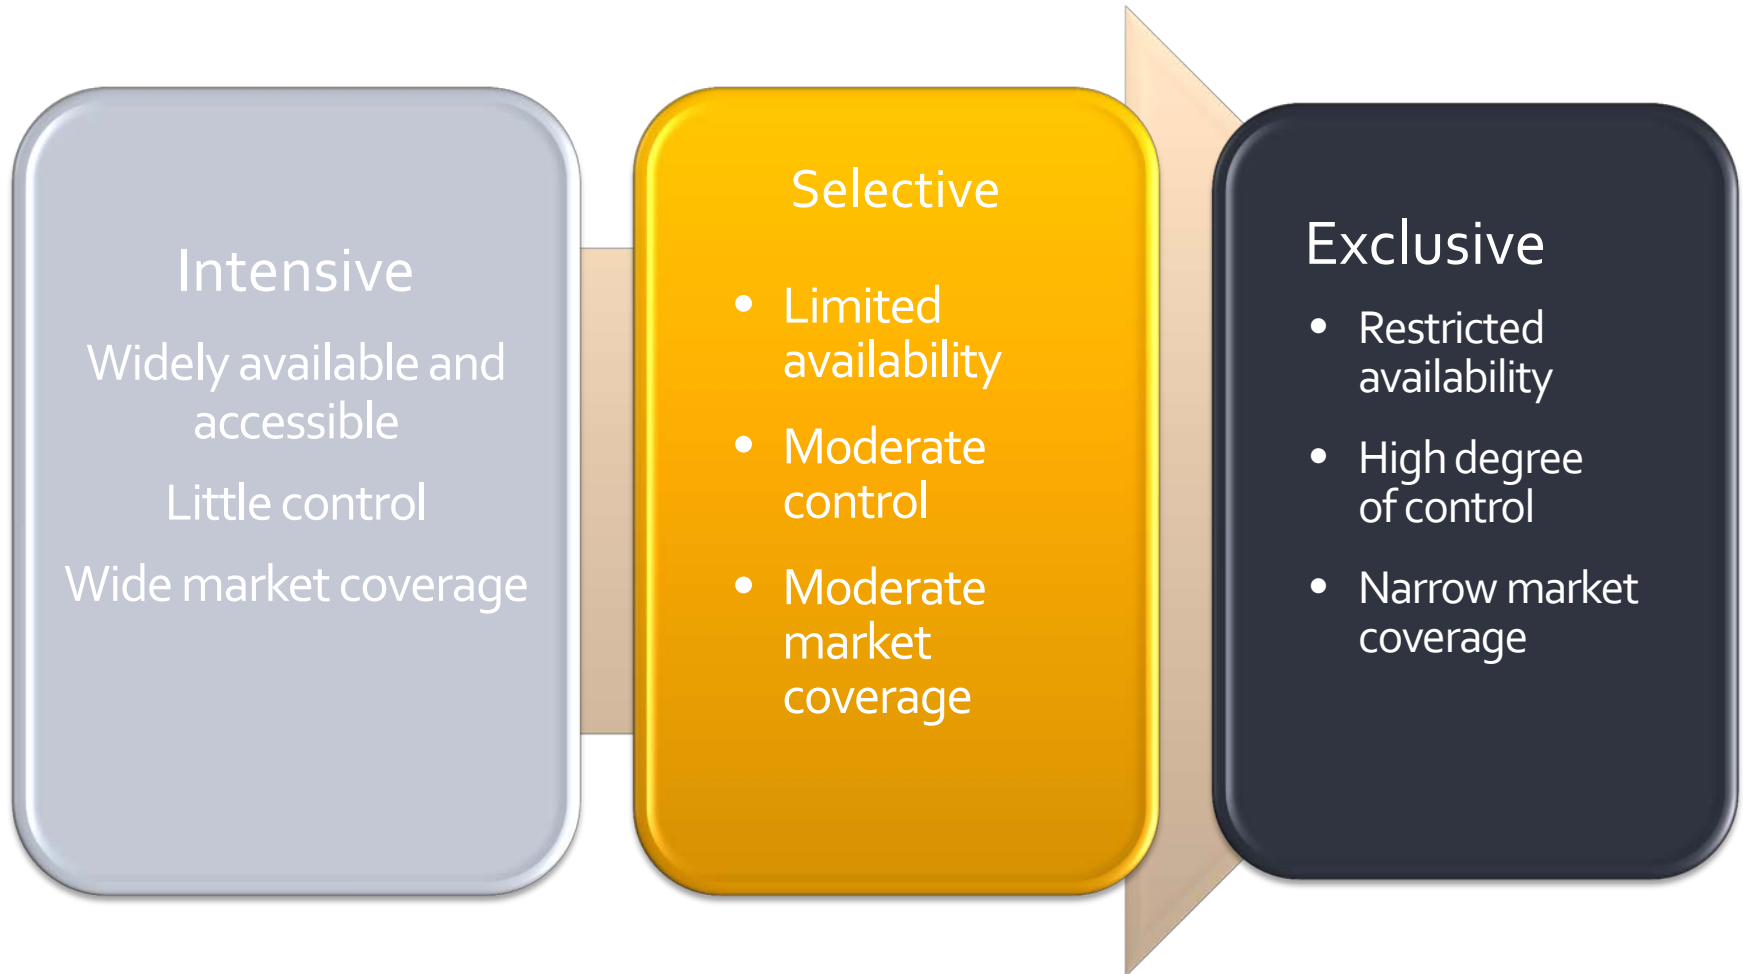 Intensive
Widely available and
accessible
Little control
Wide market coverage
Selective
• Limited
availability
• Moderate
control
• Moderate
market
coverage
Exclusive
• Restricted
availability
• High degree
of control
• Narrow market
coverage